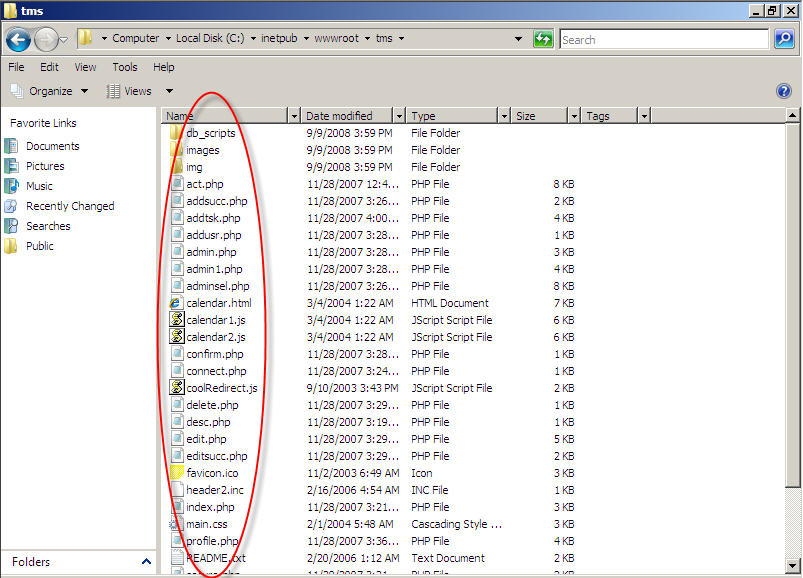 tms
Computer Local Disk (C:) inetpub wwwroot tms Search
File Edit View Tools Help
Organize Views
Favorite Links
Documents
Pictures
Music
Recently Changed
Searches
Public
Folders
Name Date modified Type Size Tags
db_scripts 9/9/2008 3:59 PM File Folder
images 9/9/2008 3:59 PM File Folder
img 9/9/2008 3:59 PM File Folder
act.php 11/28/2007 12:4... PHP File 8 KB
addsucc.php 11/28/2007 3:26... PHP File 2 KB
addtsk.php 11/28/2007 4:00... PHP File 4 KB
addusr.php 11/28/2007 3:28... PHP File 1 KB
admin.php 11/28/2007 3:28... PHP File 3 KB
admin1.php 11/28/2007 3:28... PHP File 4 KB
adminsel.php 11/28/2007 3:26... PHP File 8 KB
calendar.html 3/4/2004 1:22 AM HTML Document 7 KB
calendar1.js 3/4/2004 1:22 AM JScript Script File 6 KB
calendar2.js 3/4/2004 1:22 AM JScript Script File 6 KB
confirm.php 11/28/2007 3:28... PHP File 1 KB
connect.php 11/28/2007 3:24... PHP File 1 KB
coolRedirect.js 9/10/2003 3:43 PM JScript Script File 2 KB
delete.php 11/28/2007 3:29... PHP File 1 KB
desc.php 11/28/2007 3:19... PHP File 1 KB
edit.php 11/28/2007 3:29... PHP File 5 KB
editsucc.php 11/28/2007 3:29... PHP File 2 KB
favicon.ico 11/2/2003 6:49 AM Icon 3 KB
header2.inc 2/16/2006 4:54 AM INC File 1 KB
index.php 11/28/2007 3:21... PHP File 3 KB
main.css 2/1/2004 5:48 AM Cascading Style ... 3 KB
profile.php 11/28/2007 3:36... PHP File 4 KB
README.txt 2/20/2006 1:12 AM Text Document 2 KB